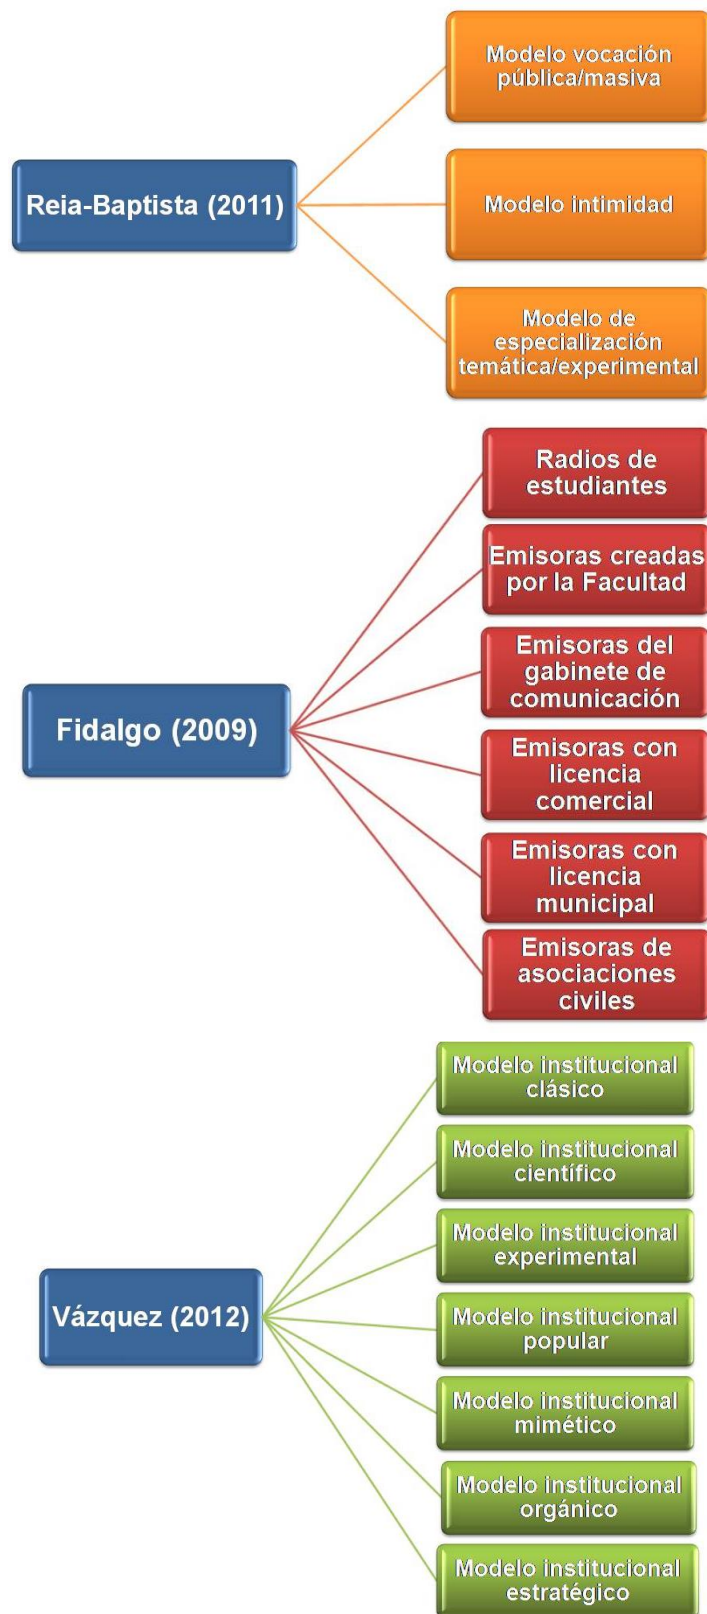 Modelo vocación
pública/masiva
Reia-Baptista (2011)
Modelo intimidad
Modelo de
especialización
temática/experimental
Radios de
estudiantes
Emisoras creadas
por la Facultad
Emisoras del
gabinete de
comunicación
Fidalgo (2009)
Emisoras con
licencia
comercial
Emisoras con
licencia
municipal
Emisoras de
asociaciones
civiles
Modelo institucional
clásico
Modelo institucional
científico
Modelo institucional
experimental
Vázquez (2012)
Modelo institucional
popular
Modelo institucional
mimético
Modelo institucional
orgánico
Modelo institucional
estratégico